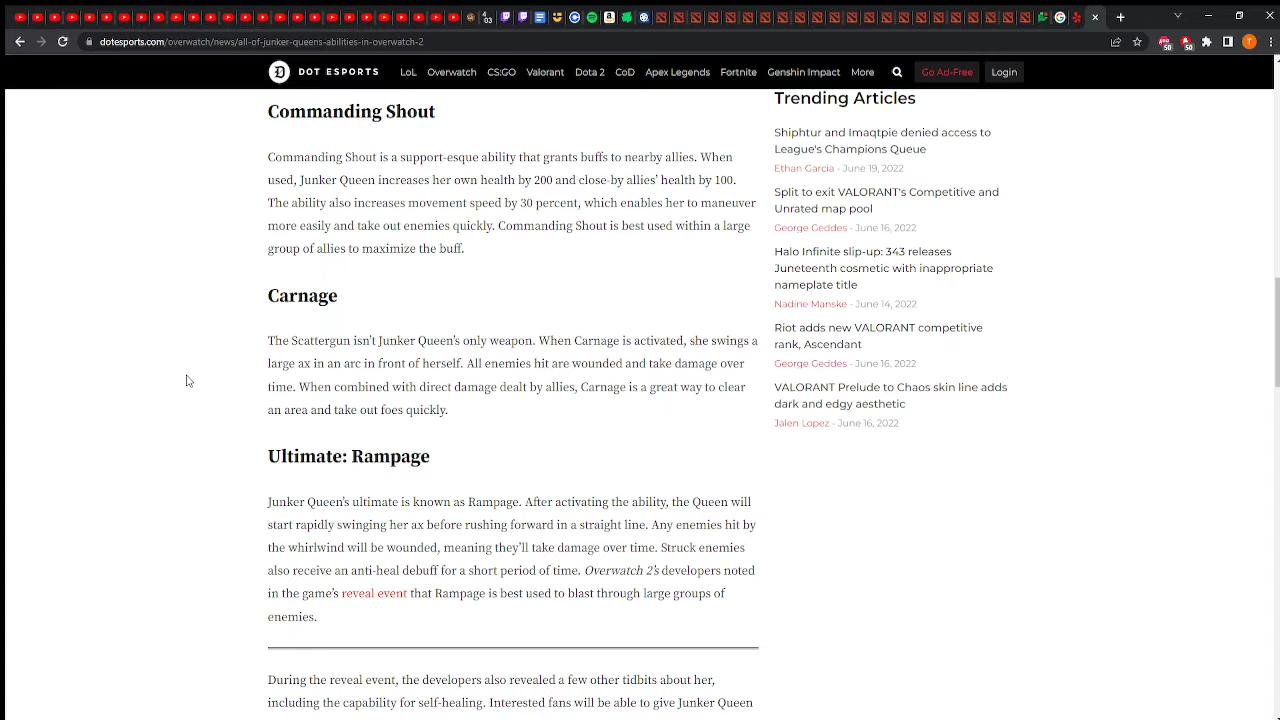 03
dotesports.com/overwatch/news/all-of-junker-queens-abilities-in-overwatch-2
50
50
T
DOT ESPORTS
LoL Overwatch CS:GO Valorant Dota 2 CoD Apex Legends Fortnite Genshin Impact More Go Ad-Free Login
Commanding Shout
Commanding Shout is a support-esque ability that grants buffs to nearby allies. When
used, Junker Queen increases her own health by 200 and close-by allies’ health by 100.
The ability also increases movement speed by 30 percent, which enables her to maneuver
more easily and take out enemies quickly. Commanding Shout is best used within a large
group of allies to maximize the buff.
Carnage
The Scattergun isn’t Junker Queen’s only weapon. When Carnage is activated, she swings a
large ax in an arc in front of herself. All enemies hit are wounded and take damage over
time. When combined with direct damage dealt by allies, Carnage is a great way to clear
an area and take out foes quickly.
Ultimate: Rampage
Junker Queen’s ultimate is known as Rampage. After activating the ability, the Queen will
start rapidly swinging her ax before rushing forward in a straight line. Any enemies hit by
the whirlwind will be wounded, meaning they’ll take damage over time. Struck enemies
also receive an anti-heal debuff for a short period of time. Overwatch 2’s developers noted
in the game’s reveal event that Rampage is best used to blast through large groups of
enemies.
During the reveal event, the developers also revealed a few other tidbits about her,
including the capability for self-healing. Interested fans will be able to give Junker Queen
Trending Articles
Shiphtur and Imaqtpie denied access to
League's Champions Queue
Ethan Garcia - June 19, 2022
Split to exit VALORANT's Competitive and
Unrated map pool
George Geddes - June 16, 2022
Halo Infinite slip-up: 343 releases
Juneteenth cosmetic with inappropriate
nameplate title
Nadine Manske - June 14, 2022
Riot adds new VALORANT competitive
rank, Ascendant
George Geddes - June 16, 2022
VALORANT Prelude to Chaos skin line adds
dark and edgy aesthetic
Jalen Lopez - June 16, 2022